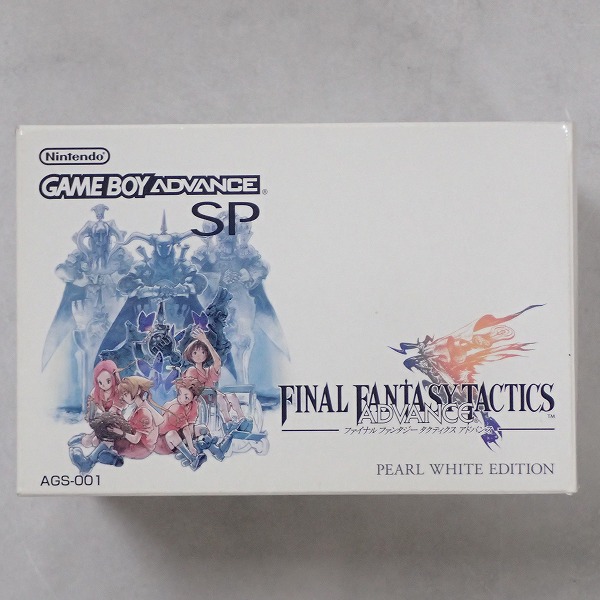 Nintendo
GAME BOY ADVANCE
SP
FINAL FANTASY TACTICS
ADVANCE
ファイナルファンタジー タクティクス アドバンス
PEARL WHITE EDITION
AGS-001